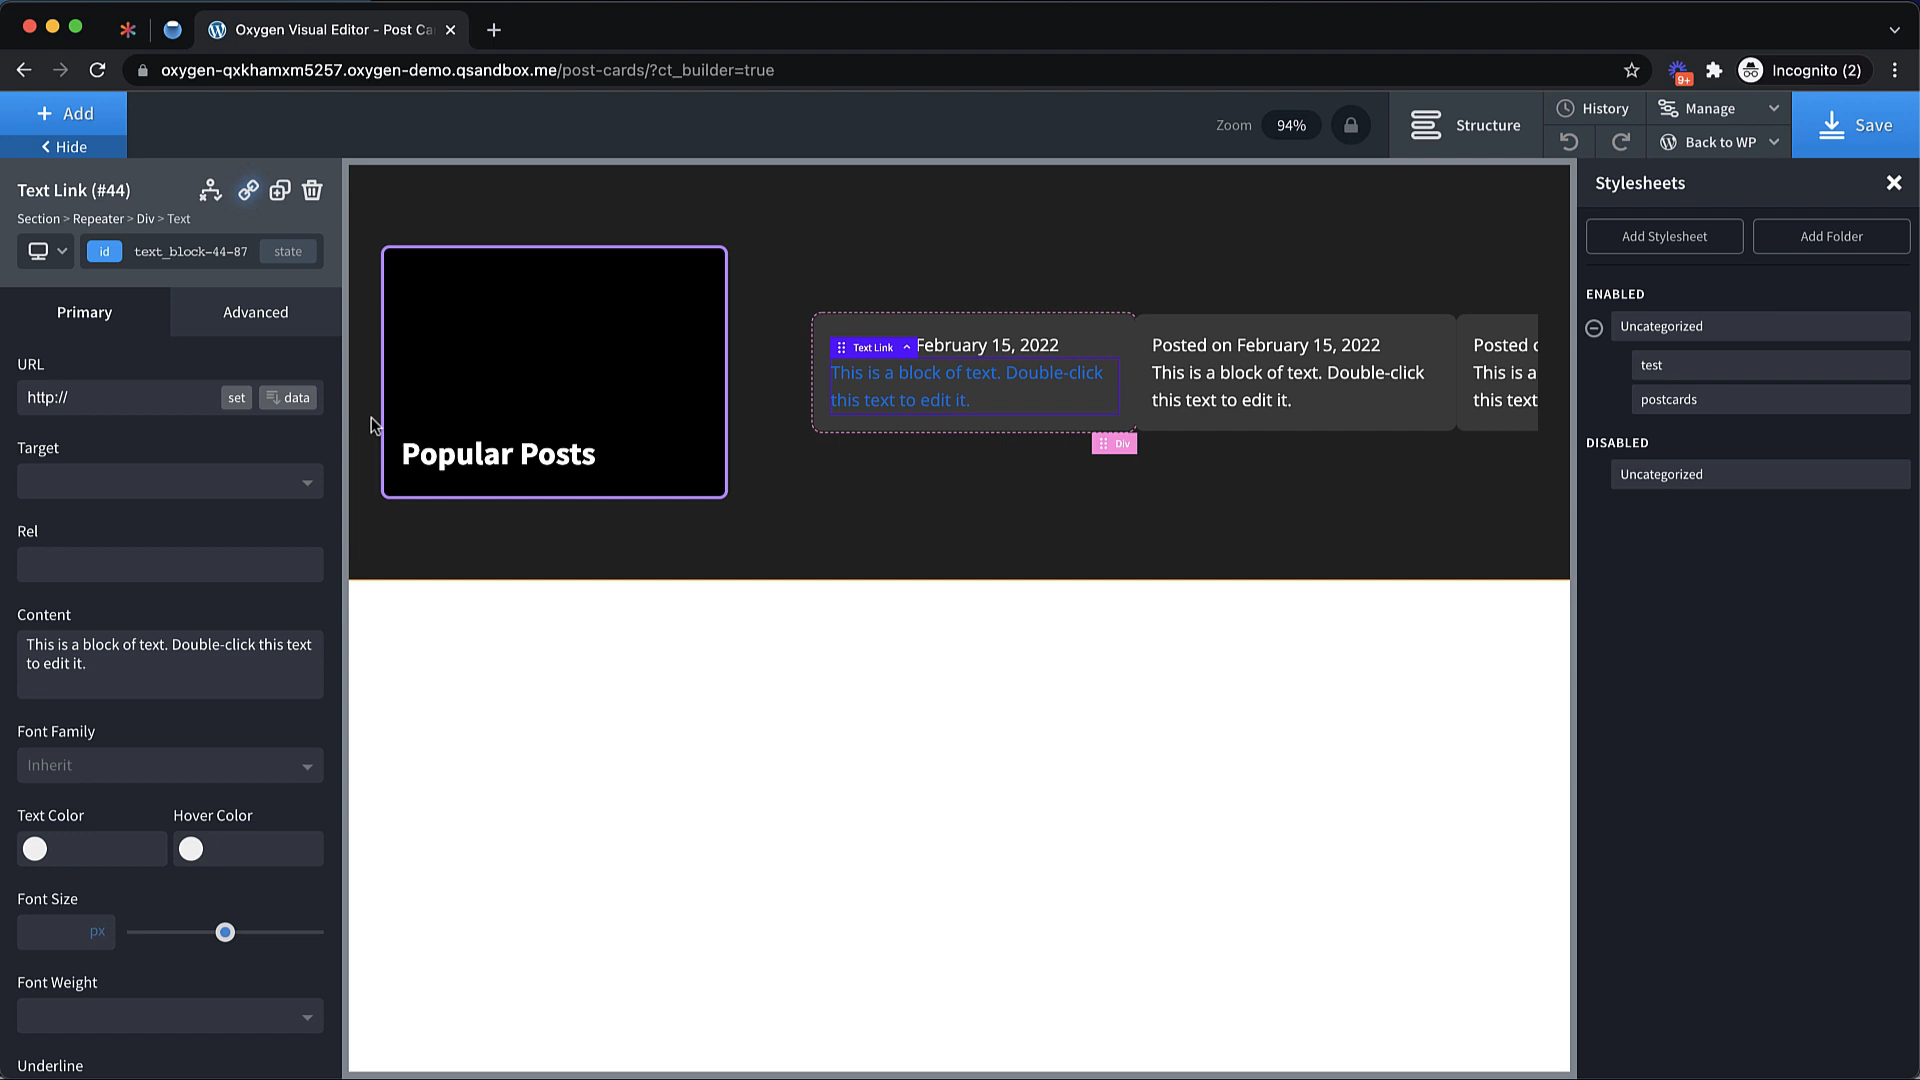 Oxygen Visual Editor - Post Ca
oxygen-qxkhamxm5257.oxygen-demo.qsandbox.me/post-cards/?ct_builder=true
9+
Incognito (2)
+ Add
< Hide
Zoom
94%
Structure
History
Manage
Back to WP
Save
Text Link (#44)
Section > Repeater > Div > Text
id
text_block-44-87
state
Primary
Advanced
URL
http://
set
data
Target
Rel
Content
This is a block of text. Double-click this text
to edit it.
Font Family
Inherit
Text Color
Hover Color
Font Size
px
Font Weight
Underline
Popular Posts
Text Link
February 15, 2022
This is a block of text. Double-click
this text to edit it.
Div
Posted on February 15, 2022
This is a block of text. Double-click
this text to edit it.
Posted
This is a
this text
Stylesheets
Add Stylesheet
Add Folder
ENABLED
Uncategorized
test
postcards
DISABLED
Uncategorized